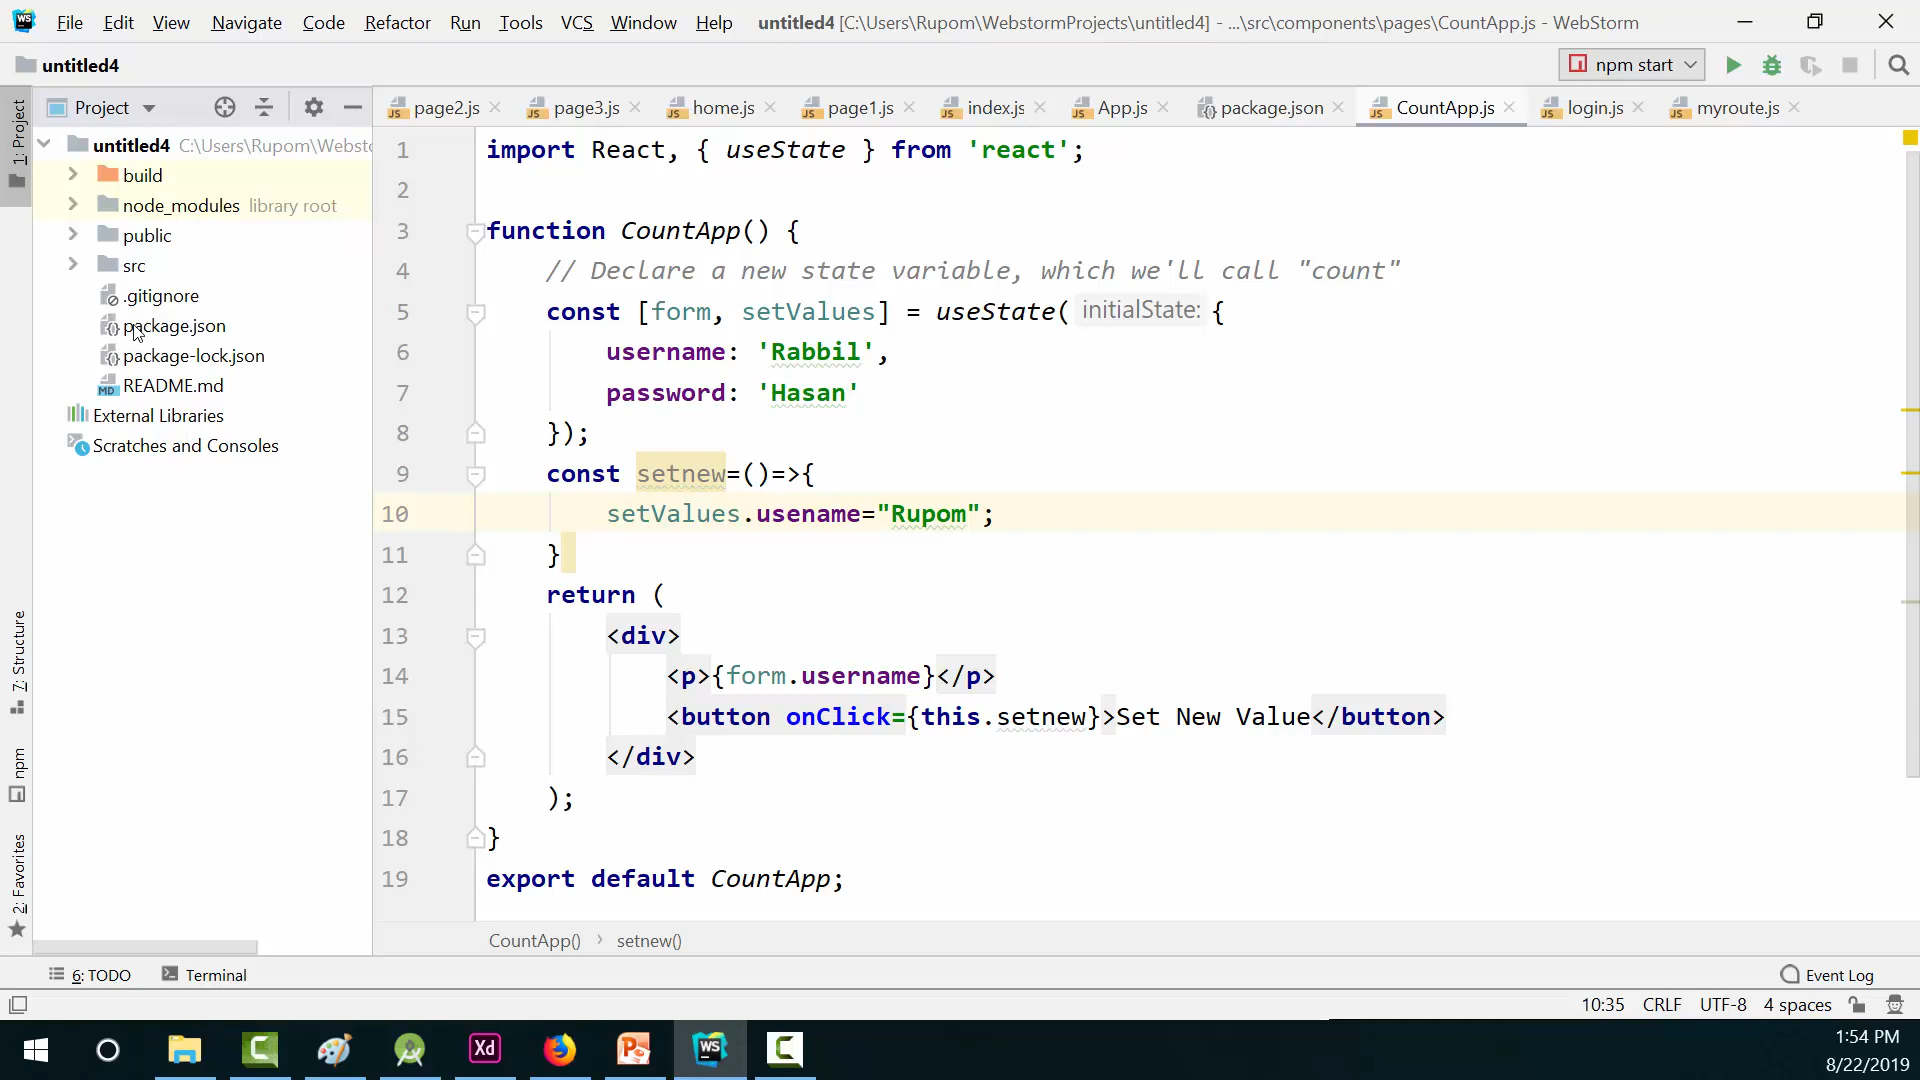 File Edit View Navigate Code Refactor Run Tools VCS Window Help untitled4 [C:\Users\Rupom\WebstormProjects\untitled4] - ...\src\components\pages\CountApp.js - WebStorm
untitled4
npm start
1: Project
Project
page2.js
page3.js
home.js
page1.js
index.js
App.js
package.json
CountApp.js
login.js
myroute.js
untitled4 C:\Users\Rupom\Websto
build
node_modules library root
public
src
.gitignore
package.json
package-lock.json
README.md
External Libraries
Scratches and Consoles
7: Structure
npm
2: Favorites
1 import React, { useState } from 'react';
2
3 function CountApp() {
4 // Declare a new state variable, which we'll call "count"
5 const [form, setValues] = useState( initialState: {
6 username: 'Rabbil',
7 password: 'Hasan'
8 });
9 const setnew=()=>{
10 setValues.usename="Rupom";
11 }
12 return (
13 <div>
14 <p>{form.username}</p>
15 <button onClick={this.setnew}>Set New Value</button>
16 </div>
17 );
18 }
19 export default CountApp;
CountApp() › setnew()
6: TODO Terminal Event Log
10:35 CRLF UTF-8 4 spaces
Xd
WS
1:54 PM
8/22/2019